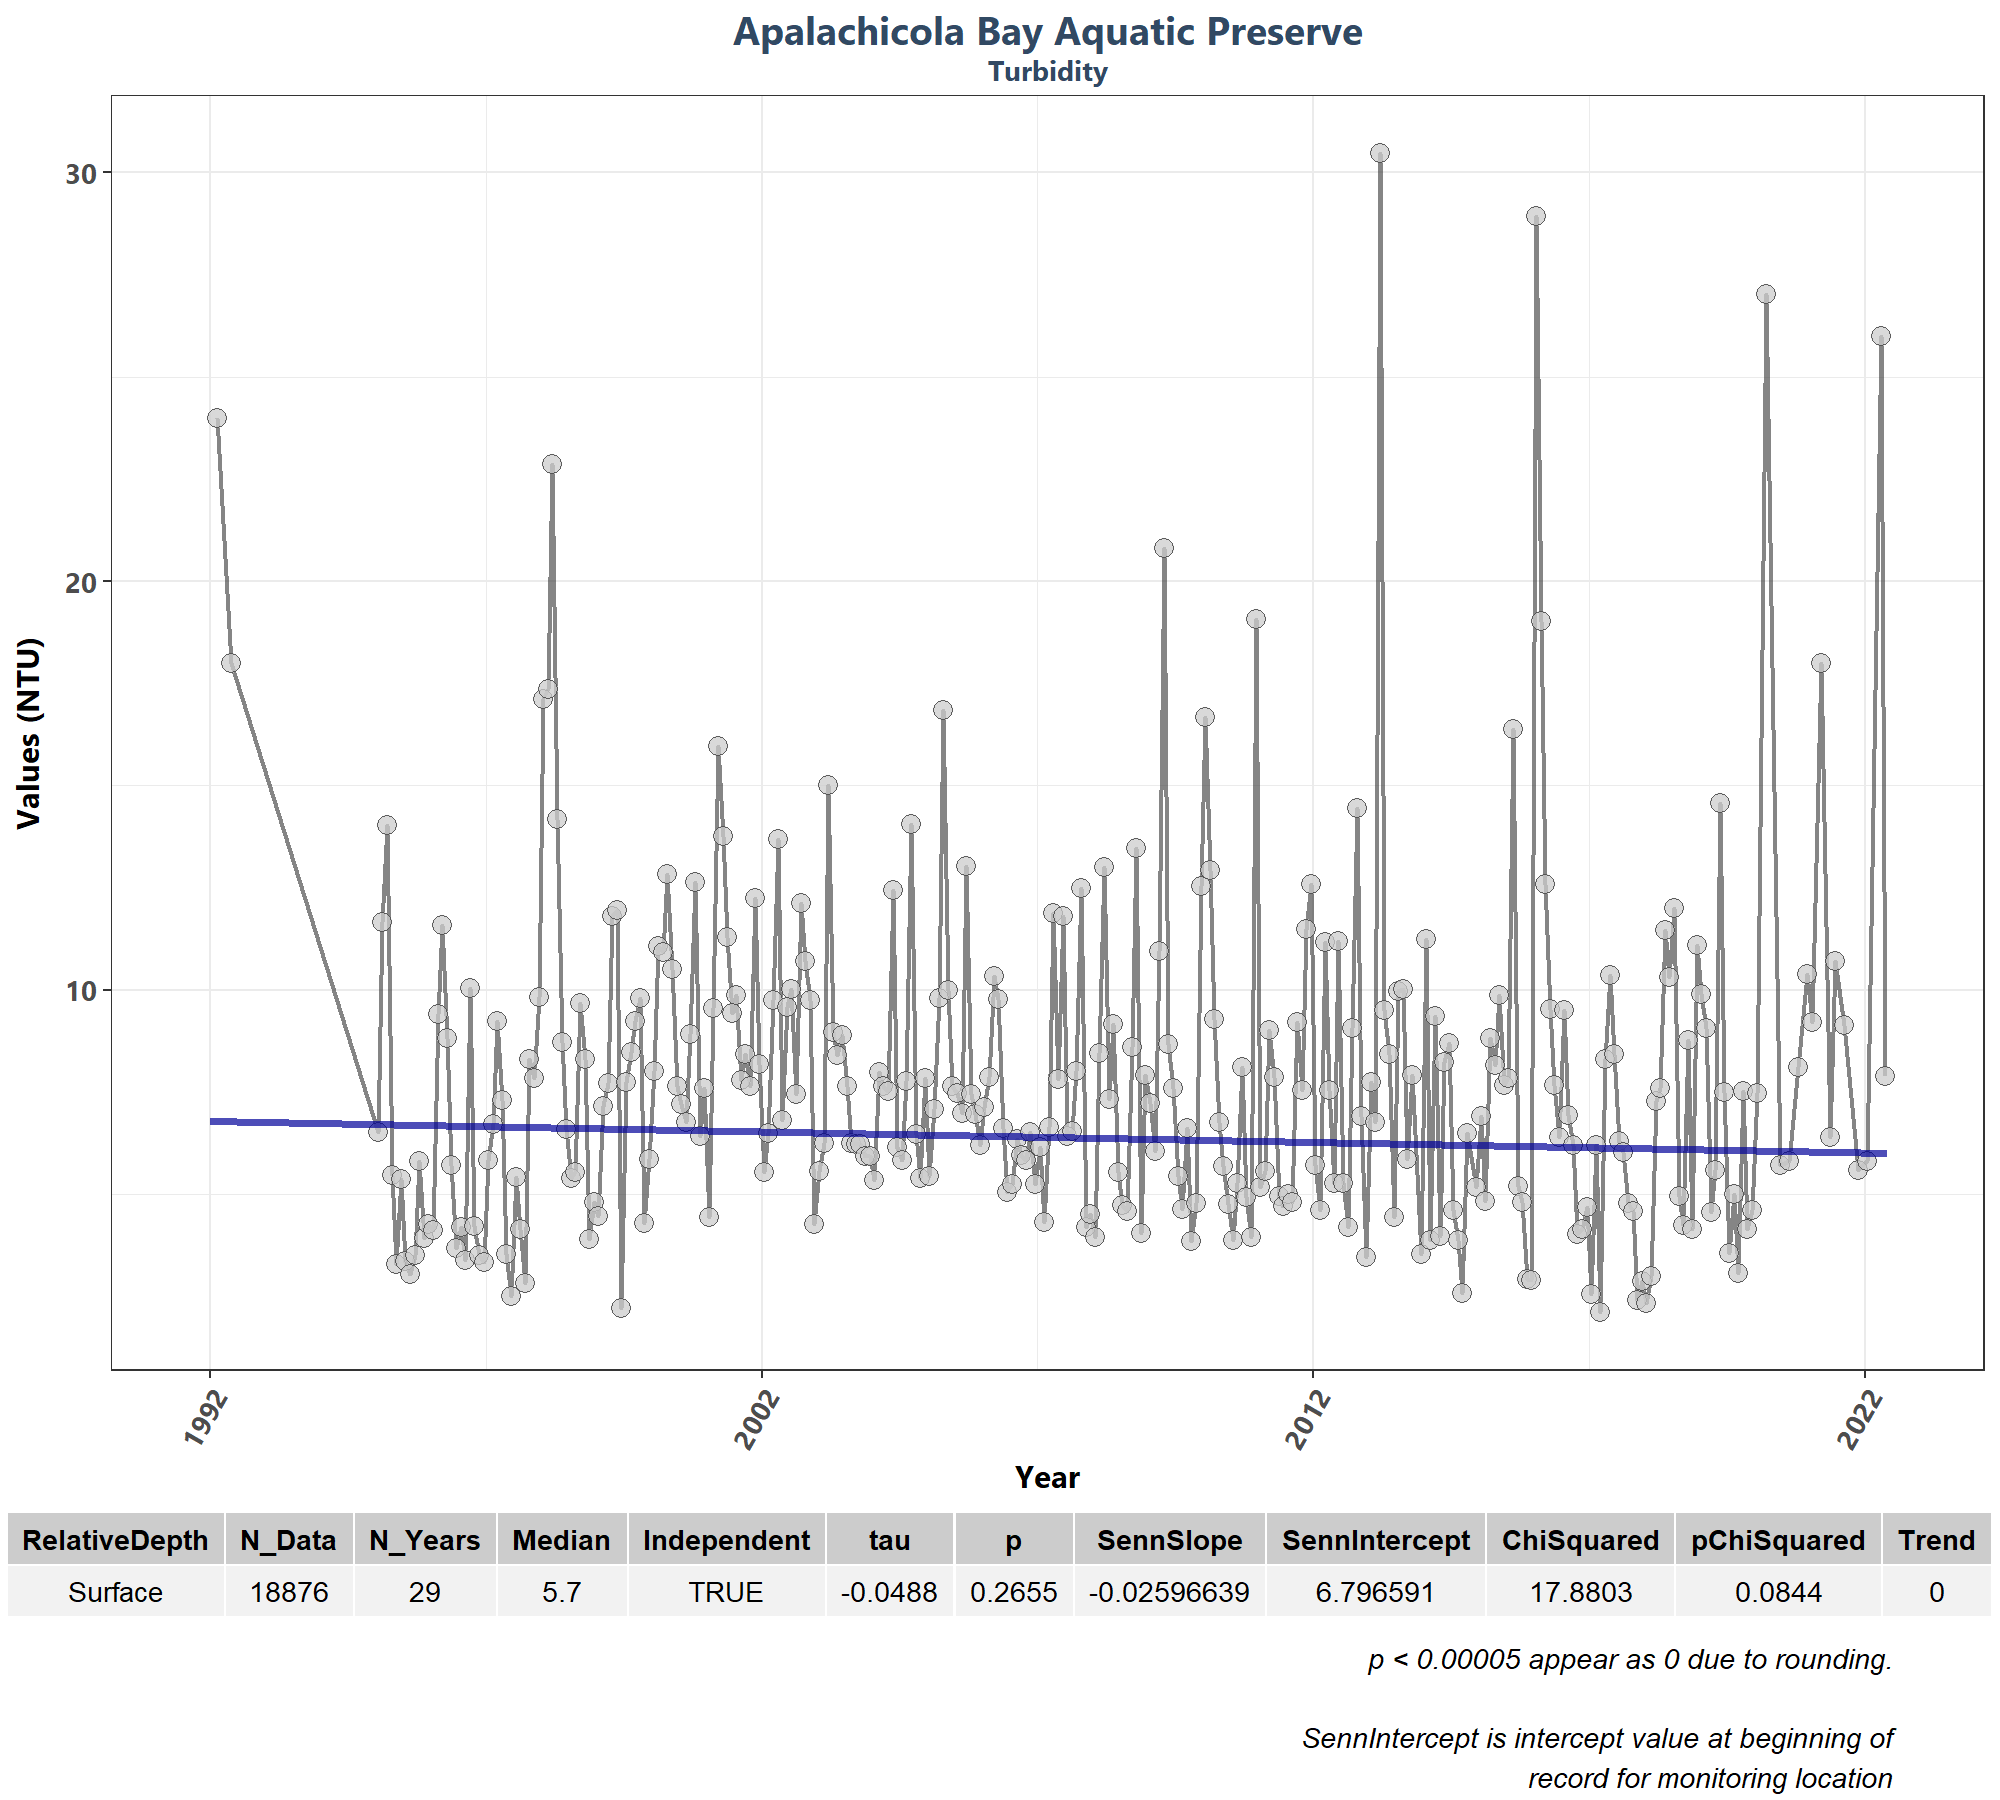 Apalachicola Bay Aquatic Preserve
Turbidity
30
20
10
Values (NTU)
1992
2002
2012
2022
Year
RelativeDepth N_Data N_Years Median Independent tau p SennSlope SennIntercept ChiSquared pChiSquared Trend
Surface 18876 29 5.7 TRUE -0.0488 0.2655 -0.02596639 6.796591 17.8803 0.0844 0
p < 0.00005 appear as 0 due to rounding.
SennIntercept is intercept value at beginning of
record for monitoring location